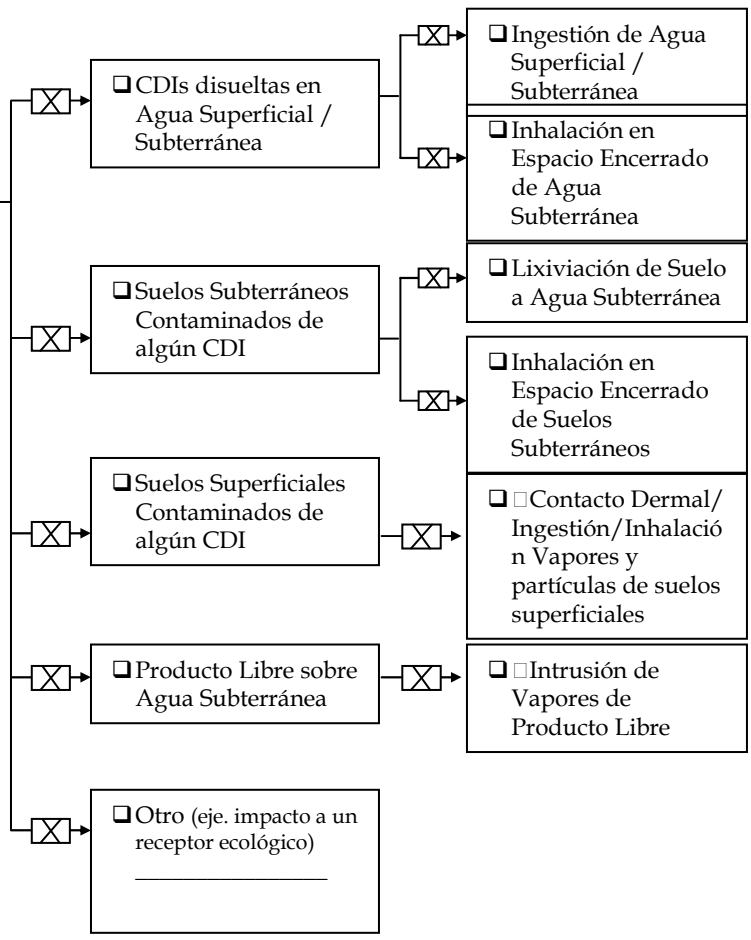 ❑ CDIs disueltas en
Agua Superficial /
Subterránea
❑ Ingestión de Agua
Superficial /
Subterránea
❑ Inhalación en
Espacio Encerrado
de Agua
Subterránea
❑ Suelos Subterráneos
Contaminados de
algún CDI
❑ Lixiviación de Suelo
a Agua Subterránea
❑ Inhalación en
Espacio Encerrado
de Suelos
Subterráneos
❑ Suelos Superficiales
Contaminados de
algún CDI
❑ □Contacto Dermal/
Ingestión/Inhalació
n Vapores y
partículas de suelos
superficiales
❑ Producto Libre sobre
Agua Subterránea
❑ □Intrusión de
Vapores de
Producto Libre
❑ Otro (eje. impacto a un
receptor ecológico)
________________